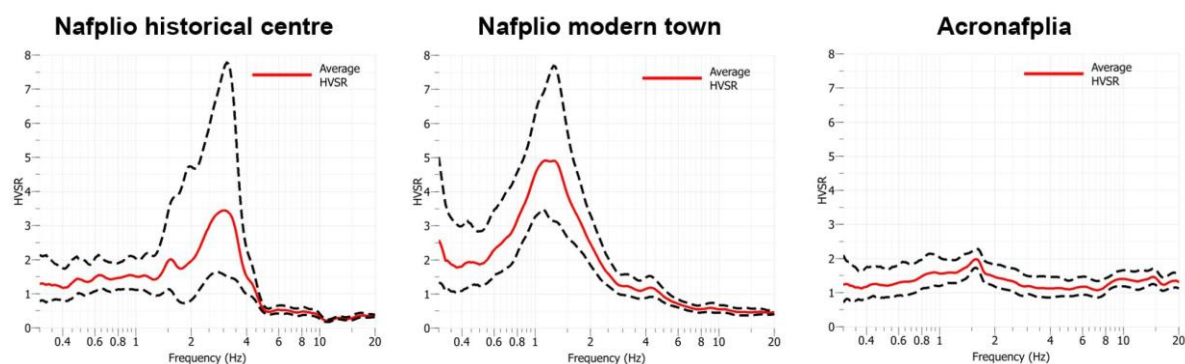 Nafplio historical centre
8
7
6
5
4
3
2
1
0
HVSR
Average
HVSR
0.4 0.6 0.8 1 2 4 6 8 10 20
Frequency (Hz)
Nafplio modern town
8
7
6
5
4
3
2
1
0
HVSR
Average
HVSR
0.4 0.6 0.8 1 2 4 6 8 10 20
Frequency (Hz)
Acronafplia
8
7
6
5
4
3
2
1
0
HVSR
Average
HVSR
0.4 0.6 0.8 1 2 4 6 8 10 20
Frequency (Hz)